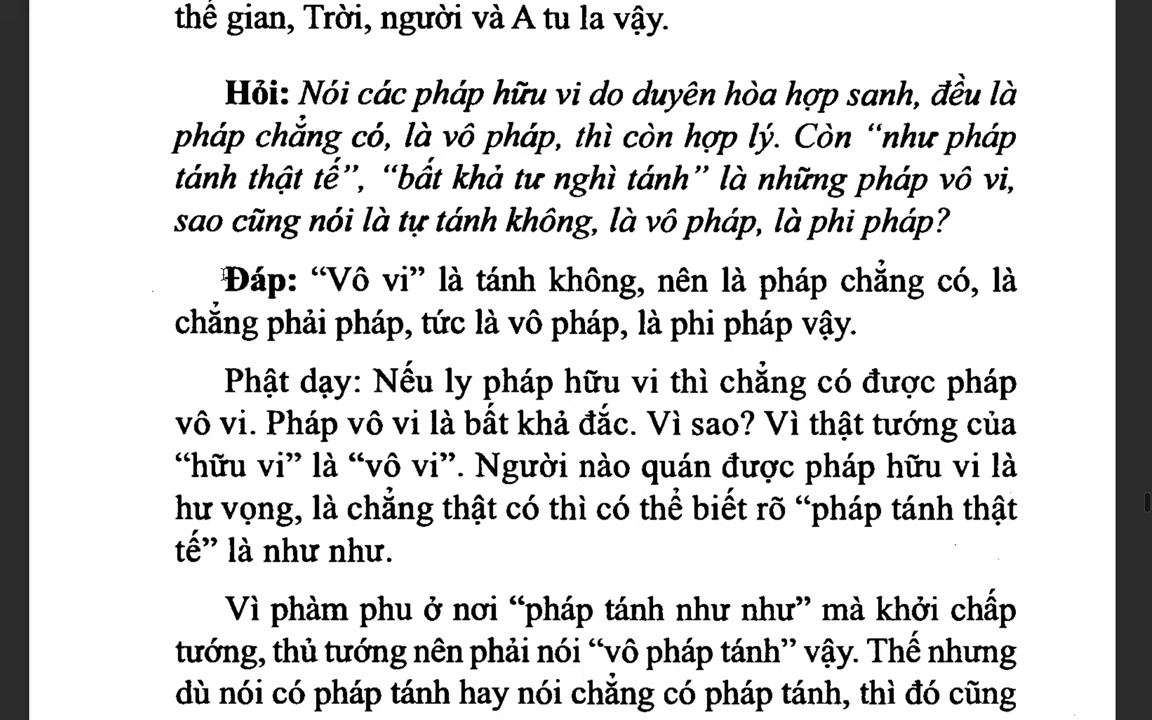 thế gian, Trời, người và A tu la vậy.
Hỏi: Nói các pháp hữu vi do duyên hòa hợp sanh, đều là
pháp chẳng có, là vô pháp, thì còn hợp lý. Còn “như pháp
tánh thật tế”, “bất khả tư nghì tánh” là những pháp vô vi,
sao cũng nói là tự tánh không, là vô pháp, là phi pháp?
Đáp: “Vô vi” là tánh không, nên là pháp chẳng có, là
chẳng phải pháp, tức là vô pháp, là phi pháp vậy.
Phật dạy: Nếu ly pháp hữu vi thì chẳng có được pháp
vô vi. Pháp vô vi là bất khả đắc. Vì sao? Vì thật tướng của
“hữu vi” là “vô vi”. Người nào quán được pháp hữu vi là
hư vọng, là chẳng thật có thì có thể biết rõ “pháp tánh thật
tế” là như như.
Vì phàm phu ở nơi “pháp tánh như như” mà khởi chấp
tướng, thủ tướng nên phải nói “vô pháp tánh” vậy. Thế nhưng
dù nói có pháp tánh hay nói chẳng có pháp tánh, thì đó cũng